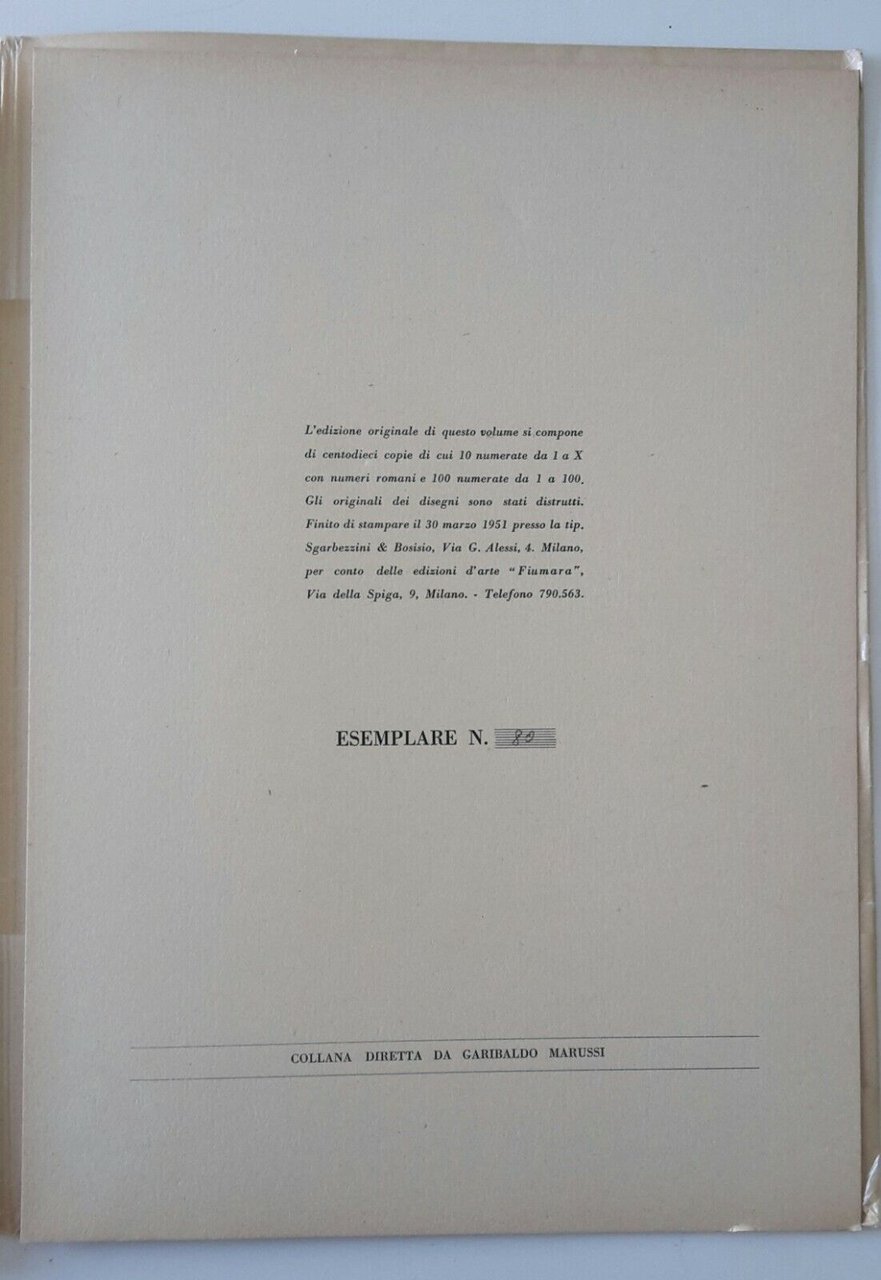 L'edizione originale di questo volume si compone
di centodieci copie di cui 10 numerate da 1 a X
con numeri romani e 100 numerate da 1 a 100.
Gli originali dei disegni sono stati distrutti.
Finito di stampare il 30 marzo 1951 presso la tip.
Sgarbezzini & Bosisio, Via G. Alessi, 4. Milano,
per conto delle edizioni d'arte "Fiumara",
Via della Spiga, 9, Milano. - Telefono 790.563.
ESEMPLARE N. 80
COLLANA DIRETTA DA GARIBALDO MARUSSI